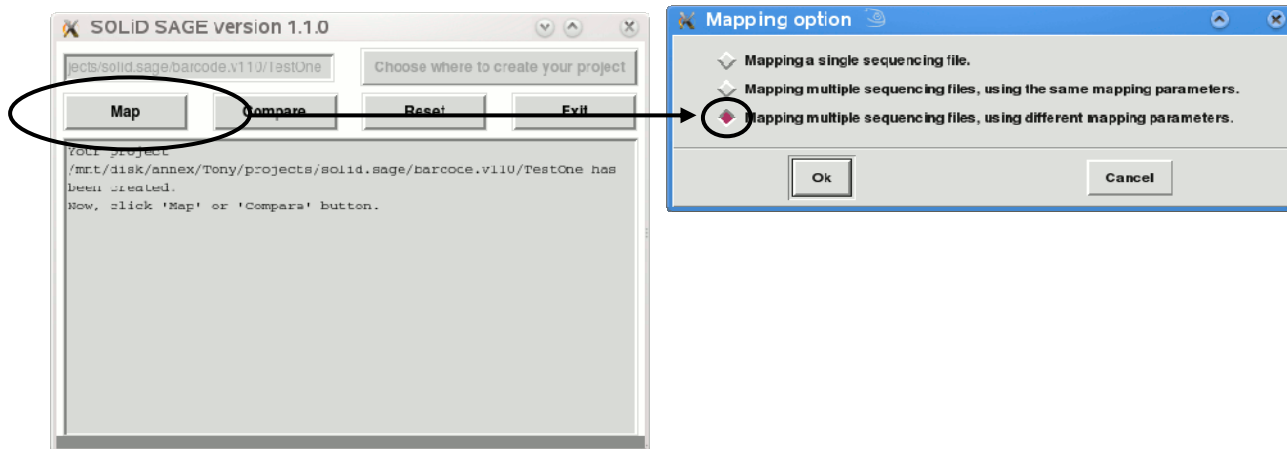 SOLiD SAGE version 1.1.0
jects/solid.sage/barcode.v110/TestOne
Choose where to create your project
Map
Compare
Reset
Exit
Your project
/mnt/disk/annex/Tony/projects/solid.sage/barcode.v110/TestOne has
been created.
Now, click 'Map' or 'Compare' button.
Mapping option
Mapping a single sequencing file.
Mapping multiple sequencing files, using the same mapping parameters.
Mapping multiple sequencing files, using different mapping parameters.
Ok
Cancel